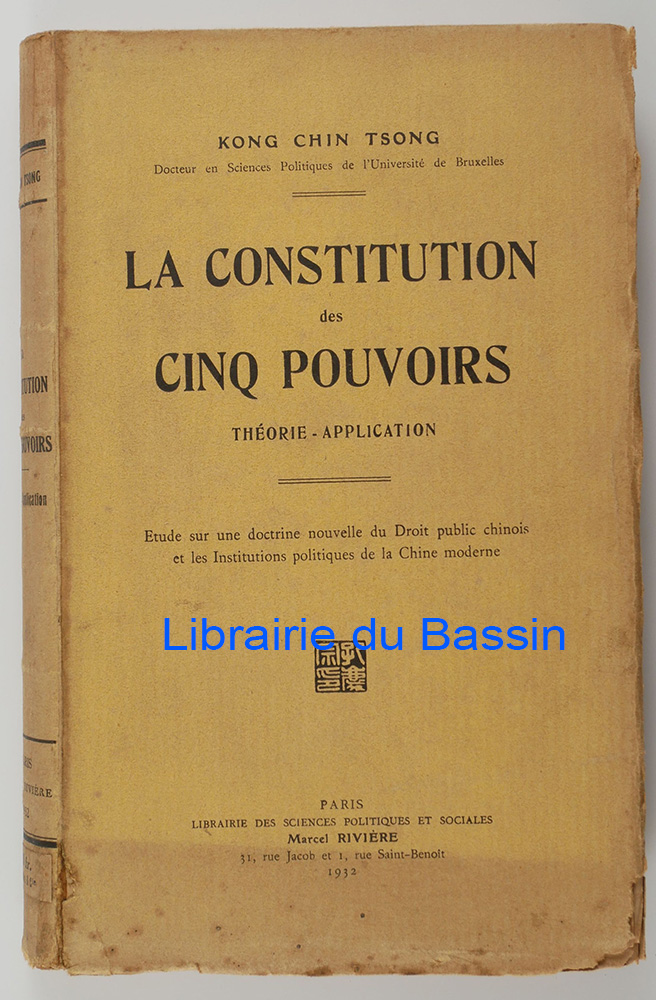 KONG CHIN TSONG
Docteur en Sciences Politiques de l'Université de Bruxelles
LA CONSTITUTION
des
CINQ POUVOIRS
THÉORIE - APPLICATION
Etude sur une doctrine nouvelle du Droit public chinois
et les Institutions politiques de la Chine moderne
Librairie du Bassin
PARIS
LIBRAIRIE DES SCIENCES POLITIQUES ET SOCIALES
Marcel RIVIÈRE
31, rue Jacob et 1, rue Saint-Benoît
1932
TSONG